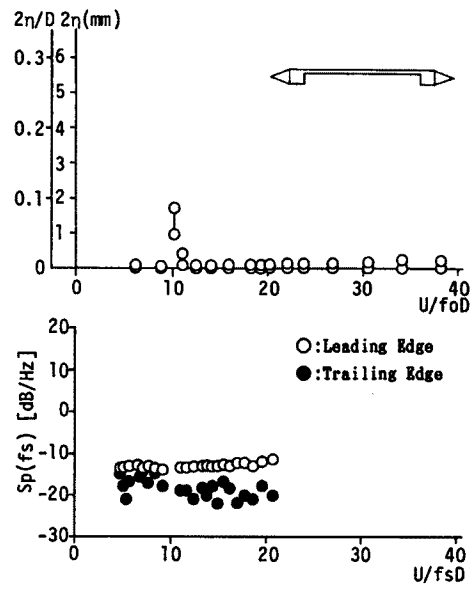 2η/D 2η(mm)
0.3 6
5
4
3
0.1 2
1
0
0 10 20 30 40
U/foD
20
10
0
-10
-20
-30
Sp(fs) [dB/Hz]
○:Leading Edge
●:Trailing Edge
0 10 20 30 40
U/fsD